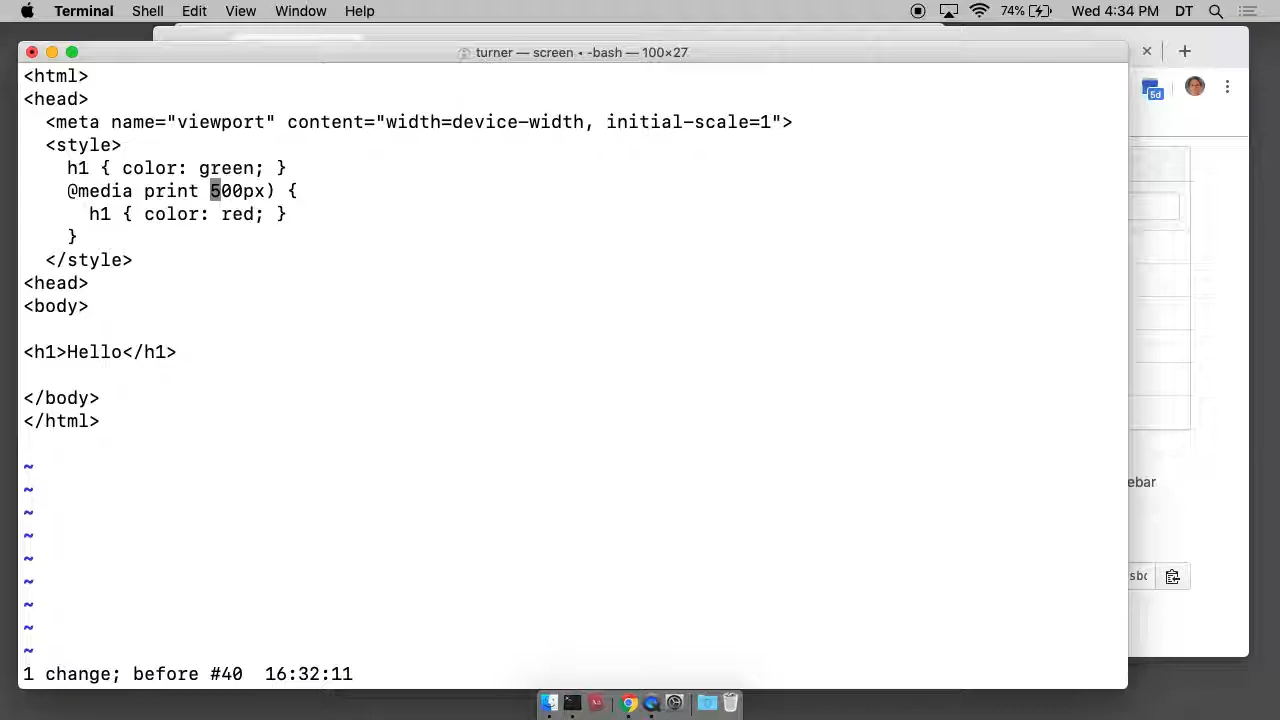 Terminal Shell Edit View Window Help 74% Wed 4:34 PM DT
turner — screen • -bash — 100×27
<html>
<head>
<meta name="viewport" content="width=device-width, initial-scale=1">
<style>
h1 { color: green; }
@media print 500px) {
h1 { color: red; }
}
</style>
<head>
<body>
<h1>Hello</h1>
</body>
</html>
~
~
~
~
~
~
~
~
~
1 change; before #40 16:32:11
5d
ebar
sbc